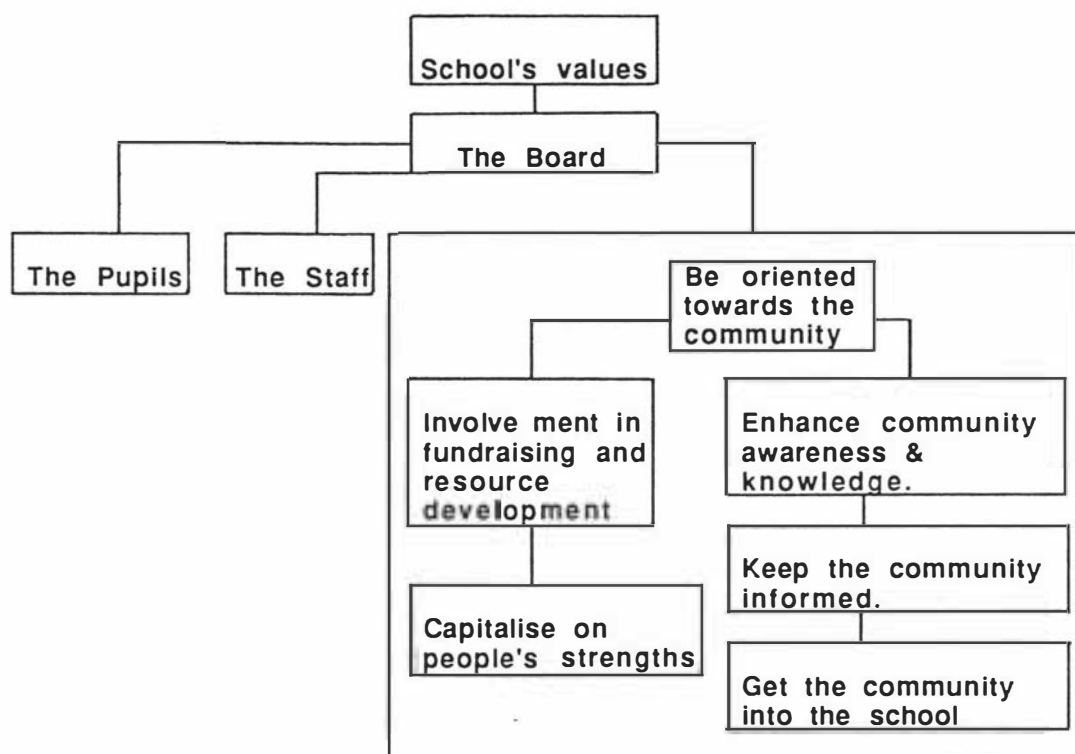 School's values
The Board
The Pupils
The Staff
Be oriented
towards the
community
Involve ment in
fundraising and
resource
development
Capitalise on
people's strengths
Enhance community
awareness &
knowledge.
Keep the community
informed.
Get the community
into the school